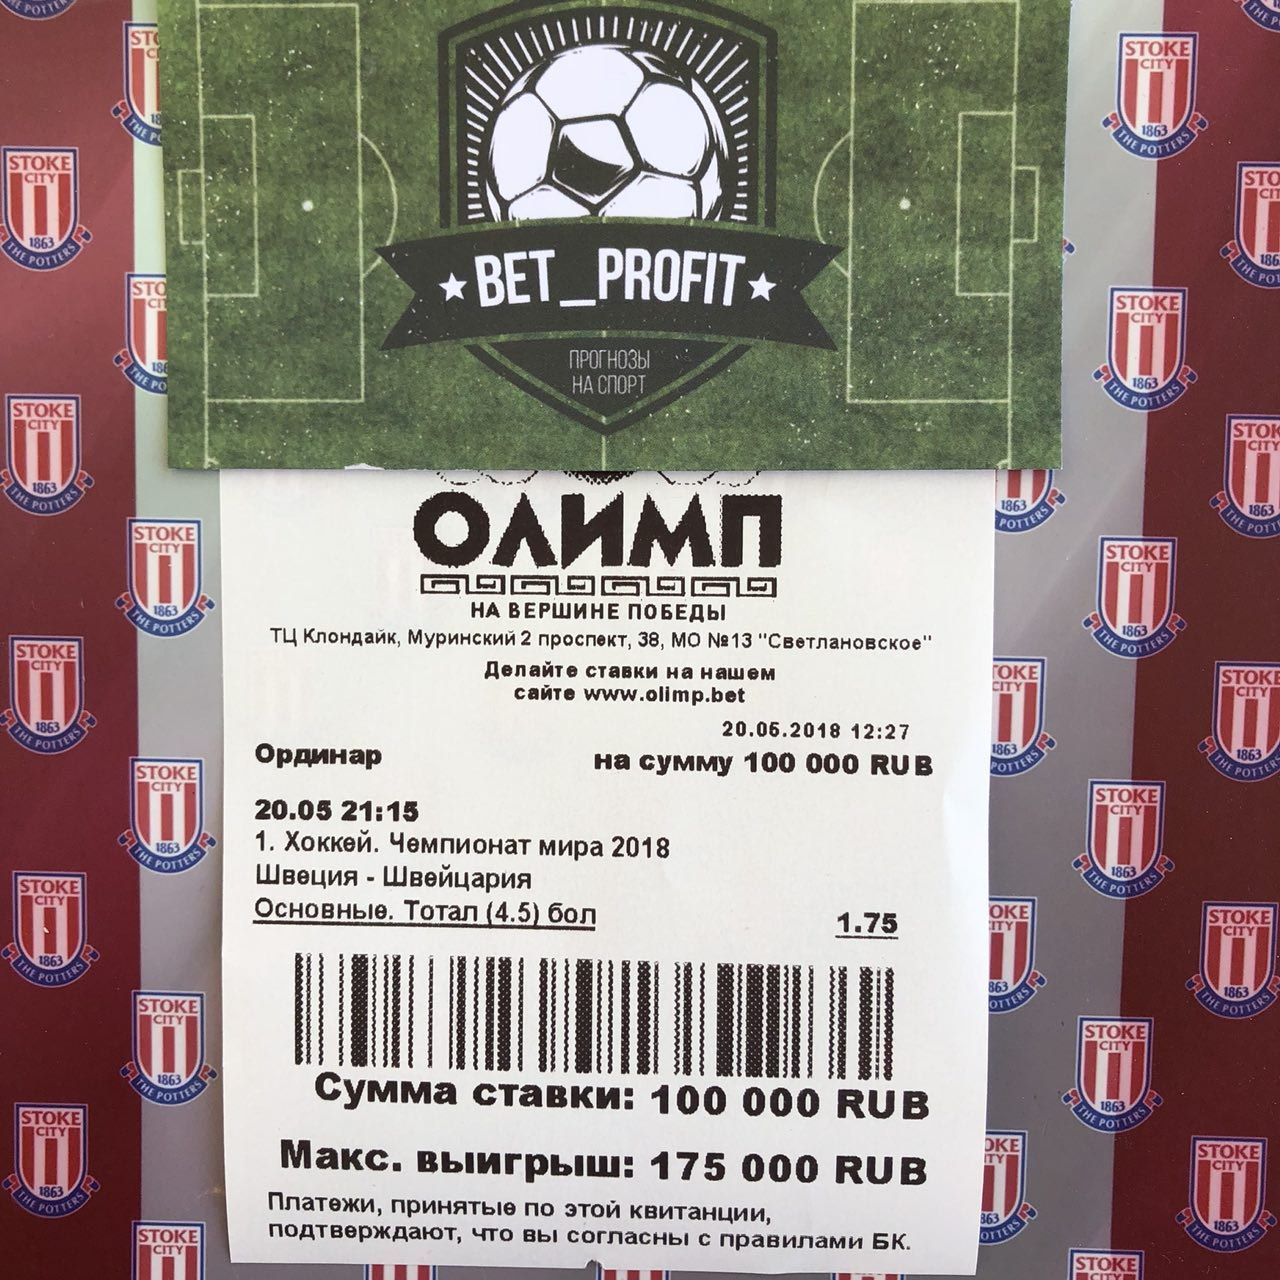 BET_PROFIT
ПРОГНОЗЫ
НА СПОРТ
ОЛИМП
НА ВЕРШИНЕ ПОБЕДЫ
ТЦ Клондайк, Муринский 2 проспект, 38, МО №13 "Светлановское"
Делайте ставки на нашем
сайте www.olimp.bet
20.05.2018 12:27
Ординар на сумму 100 000 RUB
20.05 21:15
1. Хоккей. Чемпионат мира 2018
Швеция - Швейцария
Основные. Тотал (4.5) бол 1.75
Сумма ставки: 100 000 RUB
Макс. выигрыш: 175 000 RUB
Платежи, принятые по этой квитанции,
подтверждают, что вы согласны с правилами БК.
STOKE
CITY
1863
THE POTTERS